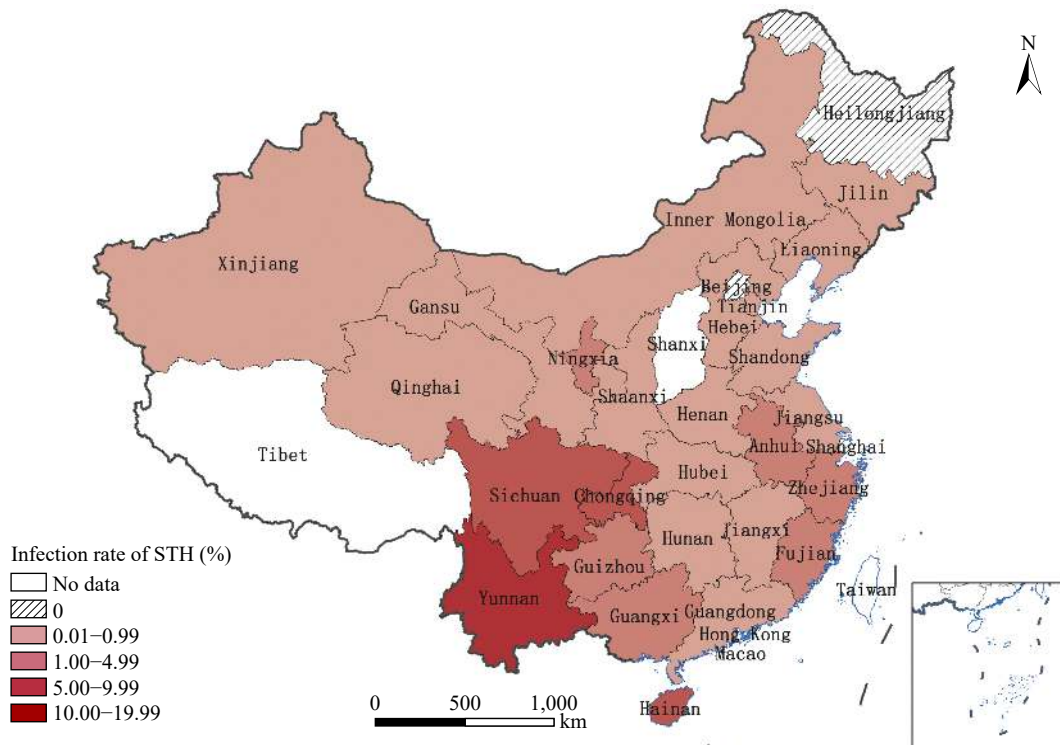 N
Heilongjiang
Jilin
Inner Mongolia
Liaoning
Xinjiang
Beijing
Gansu
Tianjin
Hebei
Shanxi
Ningxia
Shandong
Qinghai
Shaanxi
Henan
Jiangsu
Anhui
Shanghai
Tibet
Hubei
Sichuan
Chongqing
Zhejiang
Hunan
Jiangxi
Fujian
Guizhou
Taiwan
Yunnan
Guangxi
Guangdong
Hong Kong
Macao
Hainan
Infection rate of STH (%)
No data
0
0.01−0.99
1.00−4.99
5.00−9.99
10.00−19.99
0 500 1,000
km